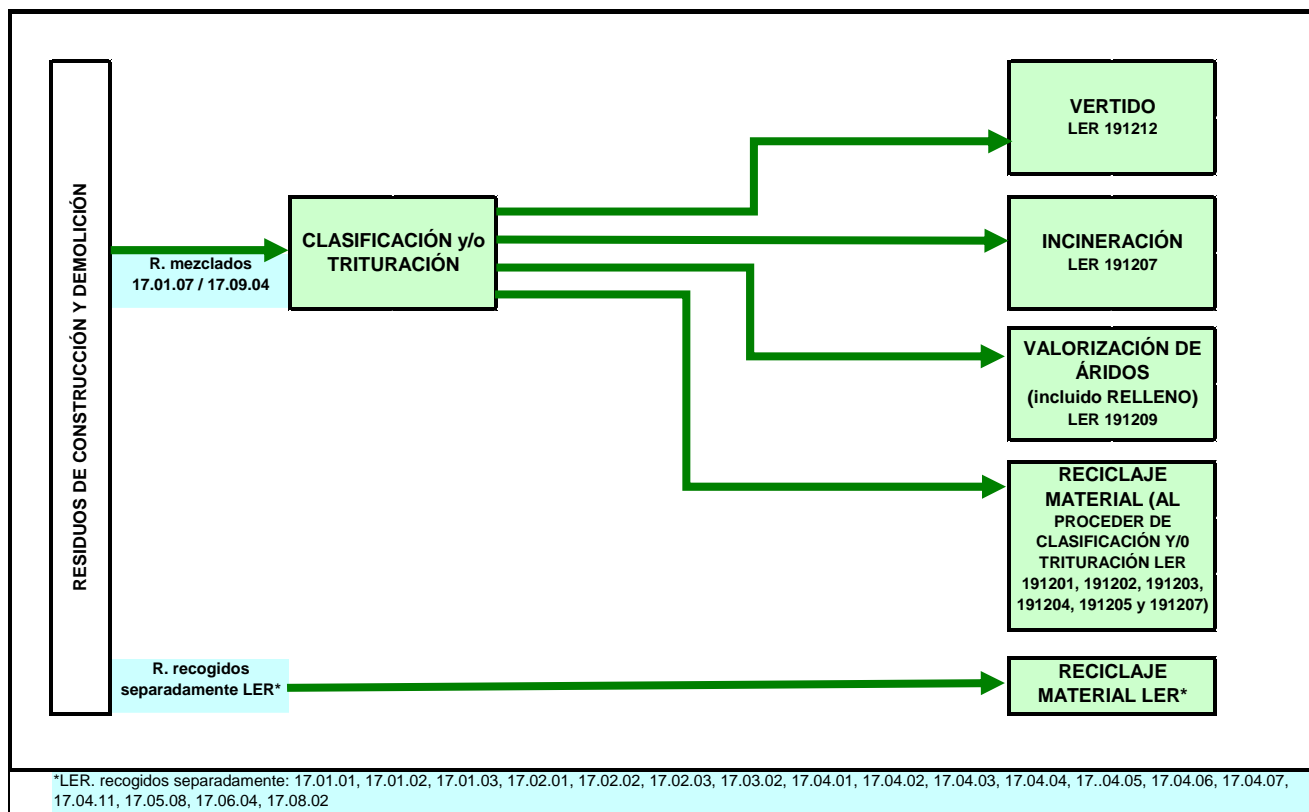 RESIDUOS DE CONSTRUCCIÓN Y DEMOLICIÓN
R. mezclados
17.01.07 / 17.09.04
CLASIFICACIÓN y/o
TRITURACIÓN
VERTIDO
LER 191212
INCINERACIÓN
LER 191207
VALORIZACIÓN DE
ÁRIDOS
(incluido RELLENO)
LER 191209
RECICLAJE
MATERIAL (AL
PROCEDER DE
CLASIFICACIÓN Y/0
TRITURACIÓN LER
191201, 191202, 191203,
191204, 191205 y 191207)
R. recogidos
separadamente LER*
RECICLAJE
MATERIAL LER*
*LER. recogidos separadamente: 17.01.01, 17.01.02, 17.01.03, 17.02.01, 17.02.02, 17.02.03, 17.03.02, 17.04.01, 17.04.02, 17.04.03, 17.04.04, 17..04.05, 17.04.06, 17.04.07,
17.04.11, 17.05.08, 17.06.04, 17.08.02